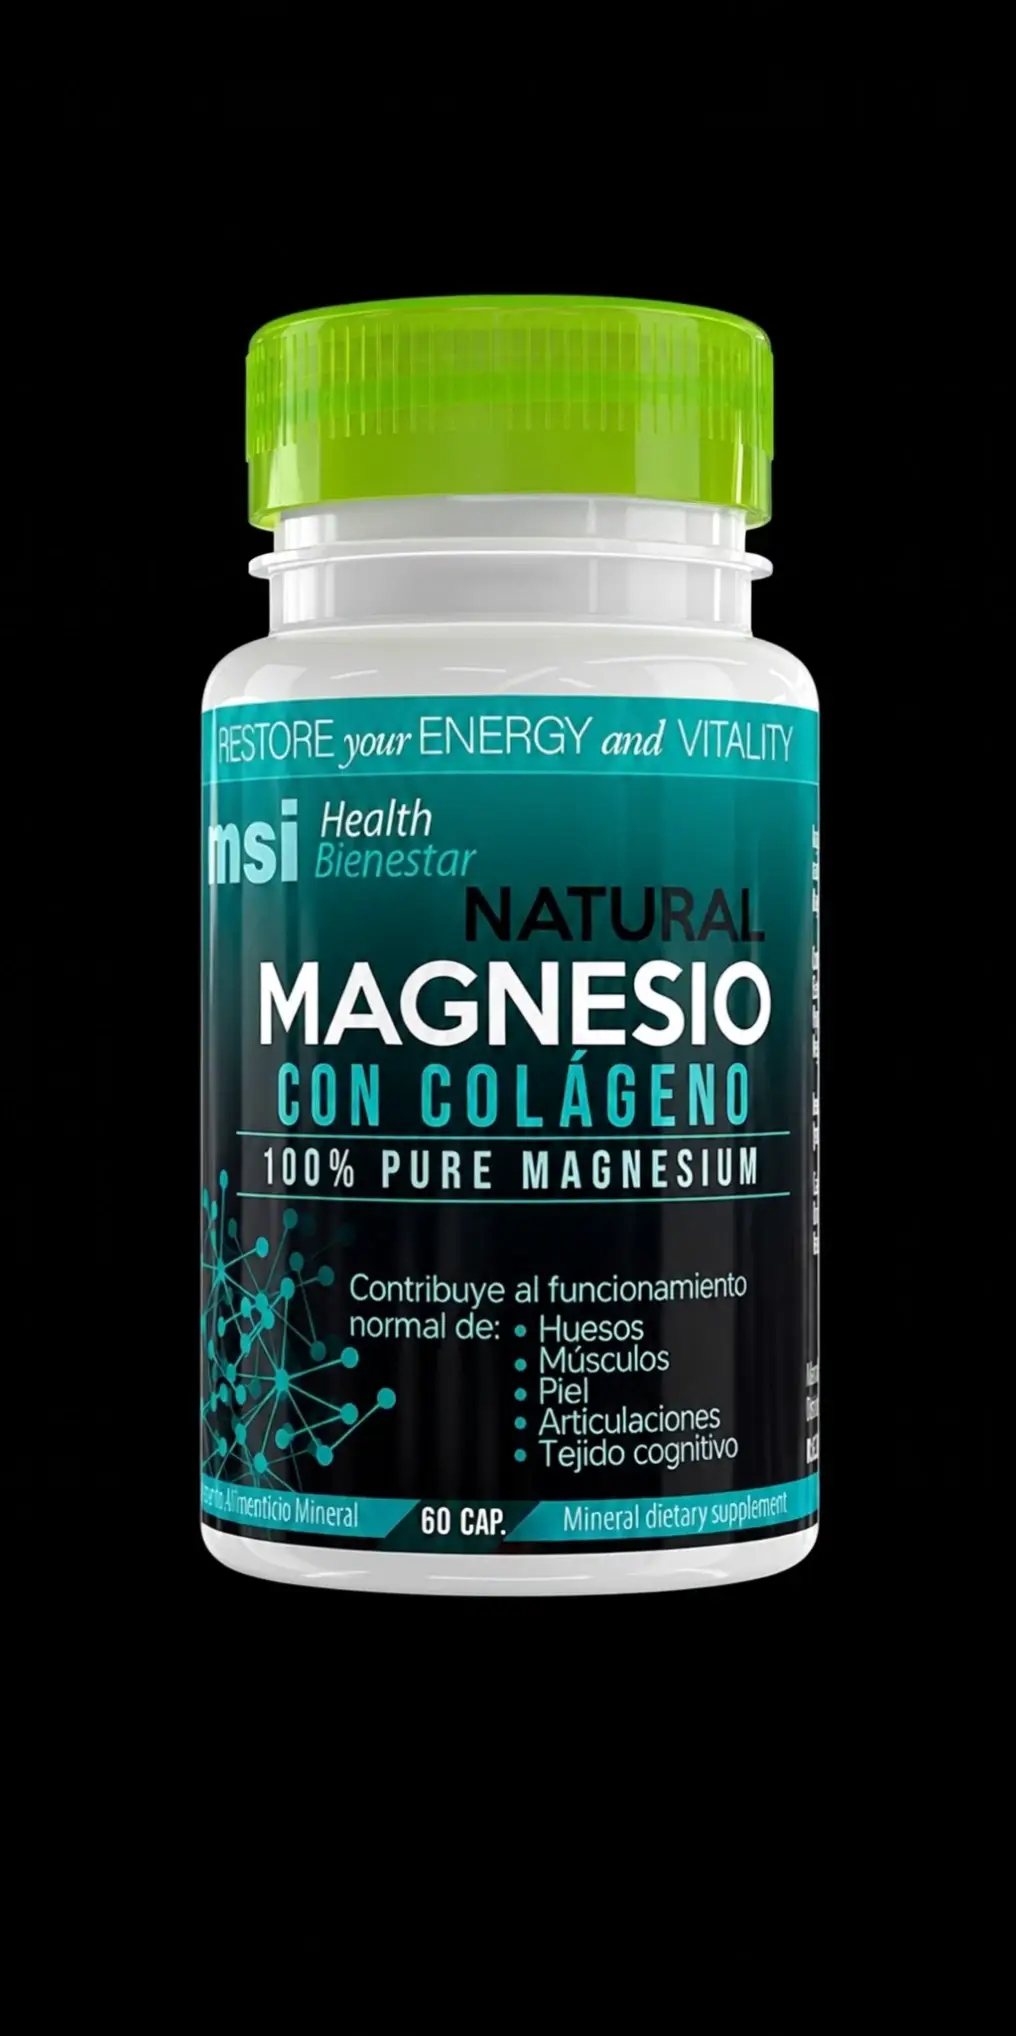 RESTORE your ENERGY and VITALITY
msi Health
Bienestar
NATURAL
MAGNESIO
CON COLÁGENO
100% PURE MAGNESIUM
Contribuye al funcionamiento
normal de: • Huesos
• Músculos
• Piel
• Articulaciones
• Tejido cognitivo
Alimenticio Mineral 60 CAP. Mineral dietary supplement